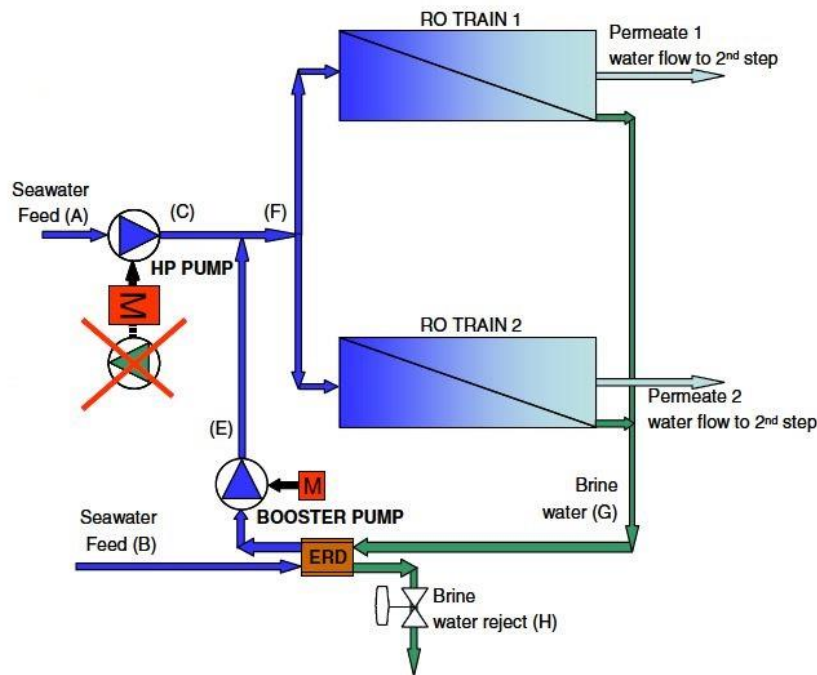 RO TRAIN 1
Permeate 1
water flow to 2nd step
Seawater
Feed (A)
(C)
(F)
HP PUMP
M
RO TRAIN 2
Permeate 2
water flow to 2nd step
(E)
M
BOOSTER PUMP
Brine
water (G)
Seawater
Feed (B)
ERD
Brine
water reject (H)